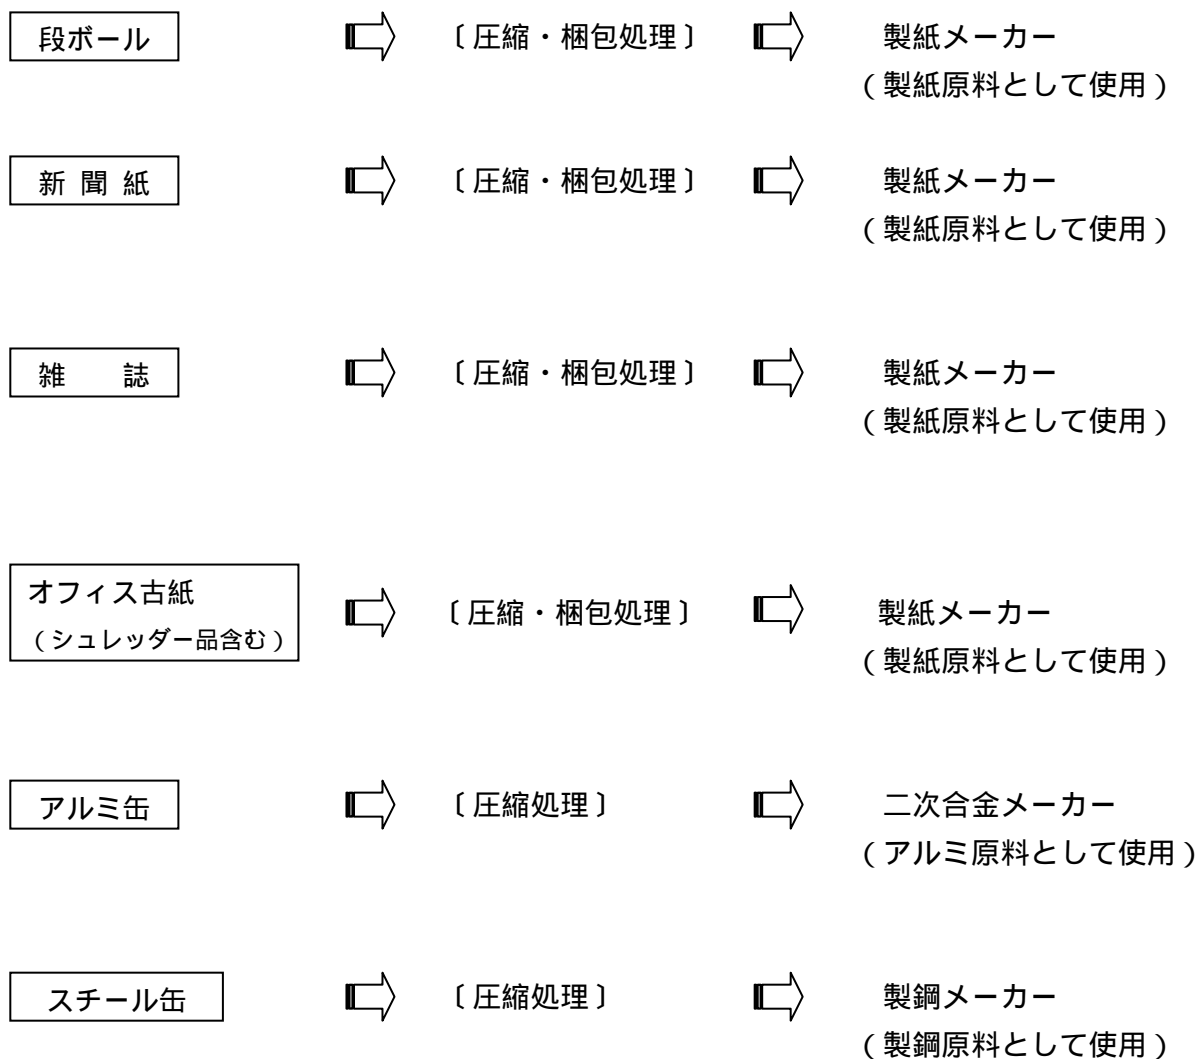 段ボール 〔圧縮・梱包処理〕 製紙メーカー
(製紙原料として使用)
新 聞 紙 〔圧縮・梱包処理〕 製紙メーカー
(製紙原料として使用)
雑　　誌 〔圧縮・梱包処理〕 製紙メーカー
(製紙原料として使用)
オフィス古紙
(シュレッダー品含む) 〔圧縮・梱包処理〕 製紙メーカー
(製紙原料として使用)
アルミ缶 〔圧縮処理〕 二次合金メーカー
(アルミ原料として使用)
スチール缶 〔圧縮処理〕 製鋼メーカー
(製鋼原料として使用)